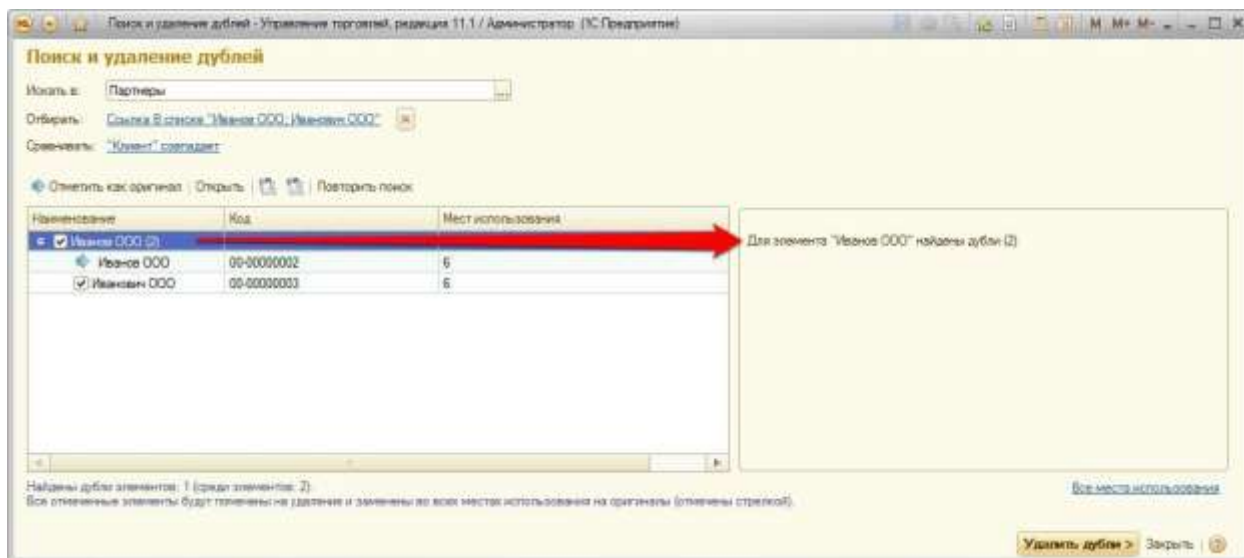 Поиск и удаление дублей - Управление торговлей, редакция 11.1 / Администратор (1С:Предприятие)
M M+ M-
Поиск и удаление дублей
Искать в: Партнеры ...
Отбирать: Ссылка В списке "Иванов ООО; Иванович ООО"
Сравнивать: "Клиент" совпадает
Отметить как оригинал Открыть Повторить поиск
Наименование Код Мест использования
Иванов ООО (2)
Для элемента "Иванов ООО" найдены дубли (2)
Иванов ООО 00-00000002 6
Иванович ООО 00-00000003 6
Найдены дубли элементов: 1 (среди элементов: 2).
Все отмеченные элементы будут помечены на удаление и заменены во всех местах использования на оригиналы (отмечены стрелкой).
Все места использования
Удалить дубли > Закрыть ?